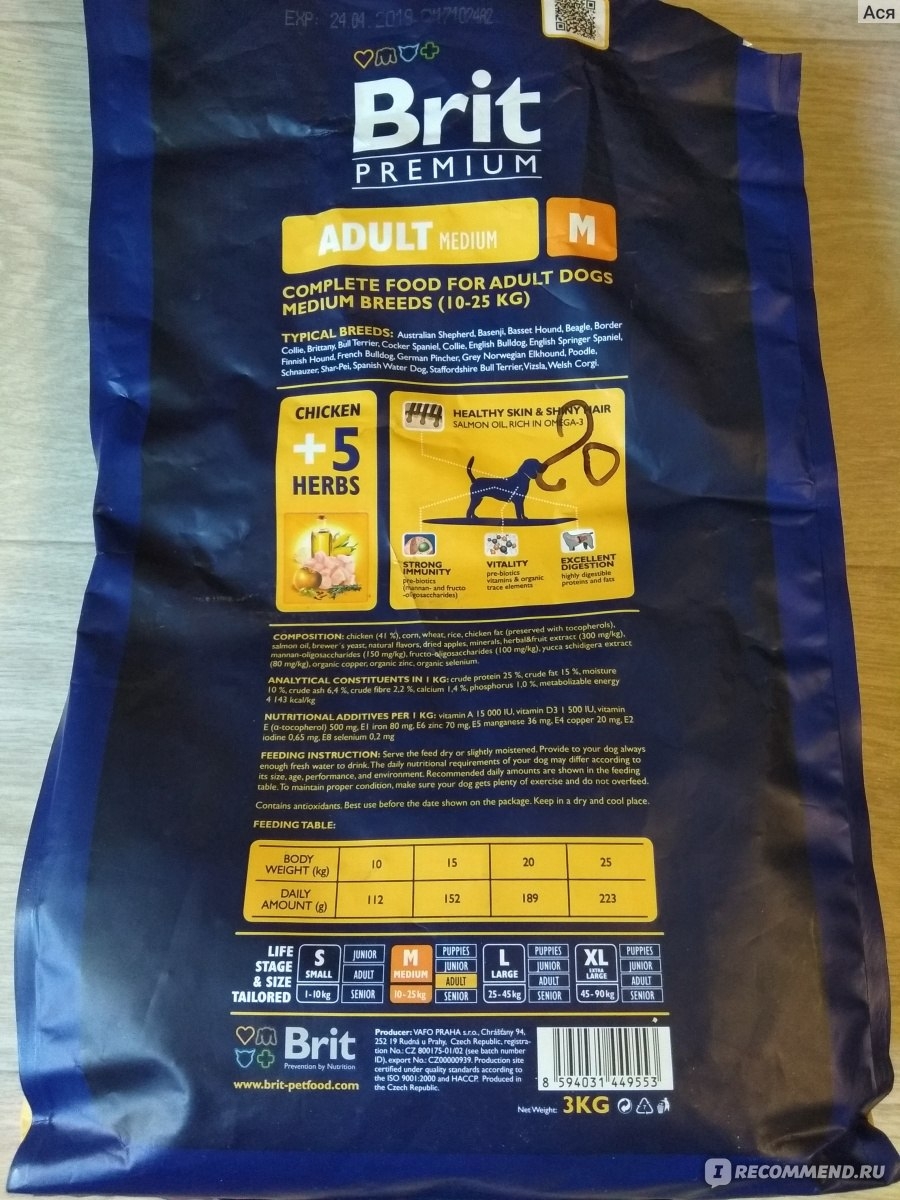 Ася
EXP: 24.04.2019
Brit
PREMIUM
ADULT MEDIUM
M
COMPLETE FOOD FOR ADULT DOGS
MEDIUM BREEDS (10-25 KG)
TYPICAL BREEDS: Australian Shepherd, Basenji, Basset Hound, Beagle, Border
Collie, Brittany, Bull Terrier, Cocker Spaniel, Collie, English Bulldog, English Springer Spaniel,
Finnish Hound, French Bulldog, German Pincher, Grey Norwegian Elkhound, Poodle,
Schnauzer, Shar-Pei, Spanish Water Dog, Staffordshire Bull Terrier, Vizsla, Welsh Corgi.
CHICKEN
+5
HERBS
HEALTHY SKIN & SHINY HAIR
SALMON OIL, RICH IN OMEGA-3
20
STRONG
IMMUNITY
pre-biotics
(mannan- and fructo
-oligosaccharides)
VITALITY
pre-biotics
vitamins & organic
trace elements
EXCELLENT
DIGESTION
highly digestible
proteins and fats
COMPOSITION: chicken (41 %), corn, wheat, rice, chicken fat (preserved with tocopherols),
salmon oil, brewer´s yeast, natural flavors, dried apples, minerals, herbal&fruit extract (300 mg/kg),
mannan-oligosaccharides (150 mg/kg), fructo-oligosaccharides (100 mg/kg), yucca schidigera extract
(80 mg/kg), organic copper, organic zinc, organic selenium.
ANALYTICAL CONSTITUENTS IN 1 KG: crude protein 25 %, crude fat 15 %, moisture
10 %, crude ash 6,4 %, crude fibre 2,2 %, calcium 1,4 %, phosphorus 1,0 %, metabolizable energy
4 143 kcal/kg
NUTRITIONAL ADDITIVES PER 1 KG: vitamin A 15 000 IU, vitamin D3 1 500 IU, vitamin
E (α-tocopherol) 500 mg, E1 iron 80 mg, E6 zinc 70 mg, E5 manganese 36 mg, E4 copper 20 mg, E2
iodine 0,65 mg, E8 selenium 0,2 mg
FEEDING INSTRUCTION: Serve the feed dry or slightly moistened. Provide to your dog always
enough fresh water to drink. The daily nutritional requirements of your dog may differ according to
its size, age, performance, and environment. Recommended daily amounts are shown in the feeding
table. To maintain proper condition, make sure your dog gets plenty of exercise and do not overfeed.
Contains antioxidants. Best use before the date shown on the package. Keep in a dry and cool place.
FEEDING TABLE:
BODY WEIGHT (kg) 10 15 20 25
DAILY AMOUNT (g) 112 152 189 223
LIFE
STAGE
& SIZE
TAILORED
S
SMALL
1-10kg
JUNIOR
ADULT
SENIOR
M
MEDIUM
10-25kg
PUPPIES
JUNIOR
ADULT
SENIOR
L
LARGE
25-45kg
PUPPIES
JUNIOR
ADULT
SENIOR
XL
EXTRA
LARGE
45-90kg
PUPPIES
JUNIOR
ADULT
SENIOR
Brit
Prevention by Nutrition
www.brit-petfood.com
Producer: VAFO PRAHA s.r.o., Chrášťany 94,
252 19 Rudná u Prahy, Czech Republic, registra-
tion No.: CZ 800175-01/02 (see batch number
ID), export No.: CZ00000939. Production site
certified under quality standards according to
the ISO 9001:2000 and HACCP. Produced in
the Czech Republic.
8 594031 449553
Net Weight: 3KG
I RECOMMEND.RU